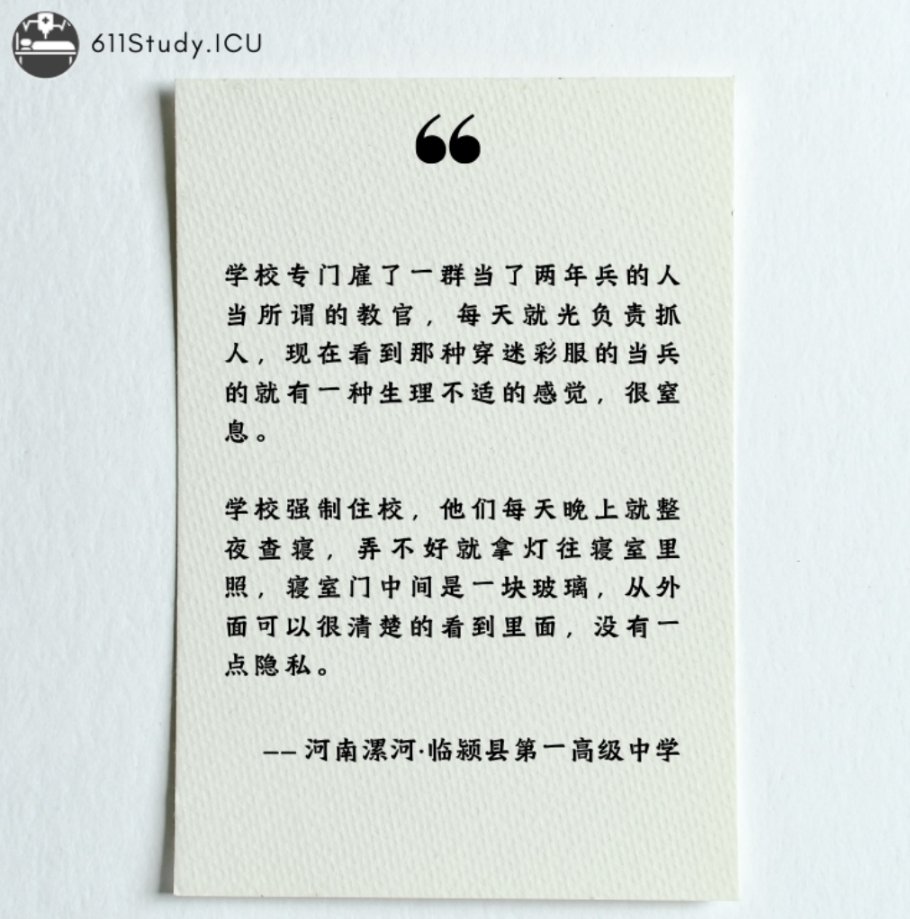 611Study.ICU
“
学校专门雇了一群当了两年兵的人
当所谓的教官，每天就光负责抓
人，现在看到那种穿迷彩服的当兵
的就有一种生理不适的感觉，很窒
息。
学校强制住校，他们每天晚上就整
夜查寝，弄不好就拿灯往寝室里
照，寝室门中间是一块玻璃，从外
面可以很清楚的看到里面，没有一
点隐私。
-- 河南漯河·临颍县第一高级中学